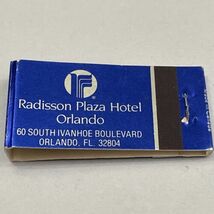 Radisson Plaza Hotel
Orlando
60 SOUTH IVANHOE BOULEVARD
ORLANDO, FL. 32804